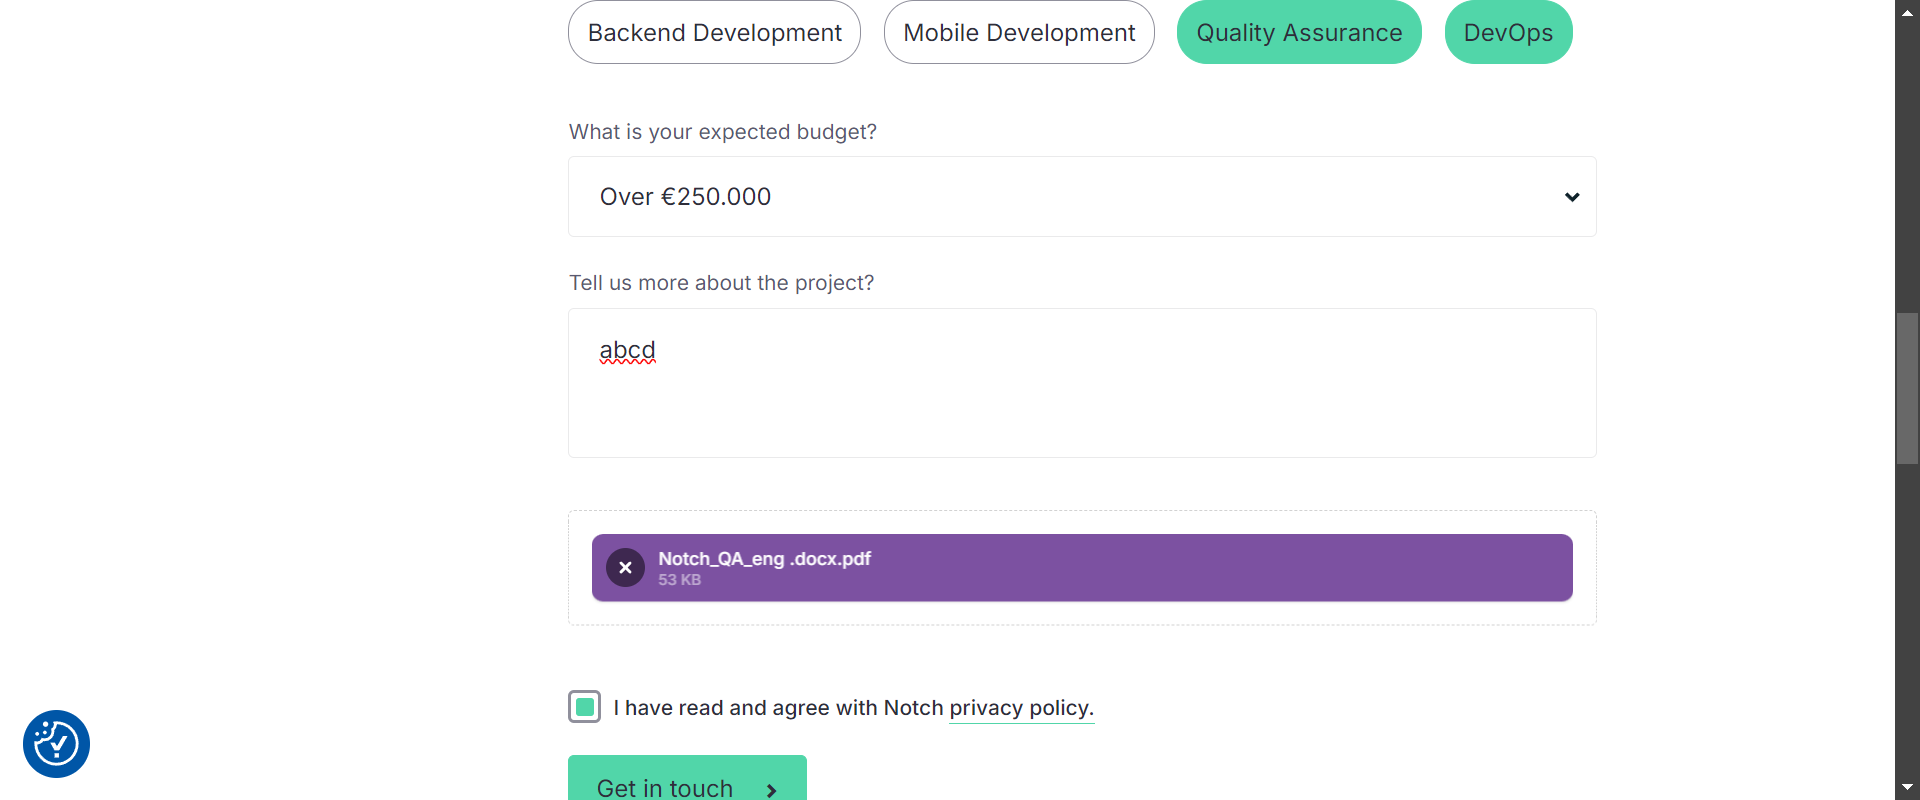 Backend Development Mobile Development Quality Assurance DevOps
What is your expected budget?
Over €250.000
Tell us more about the project?
abcd
Notch_QA_eng .docx.pdf
53 KB
I have read and agree with Notch privacy policy.
Get in touch